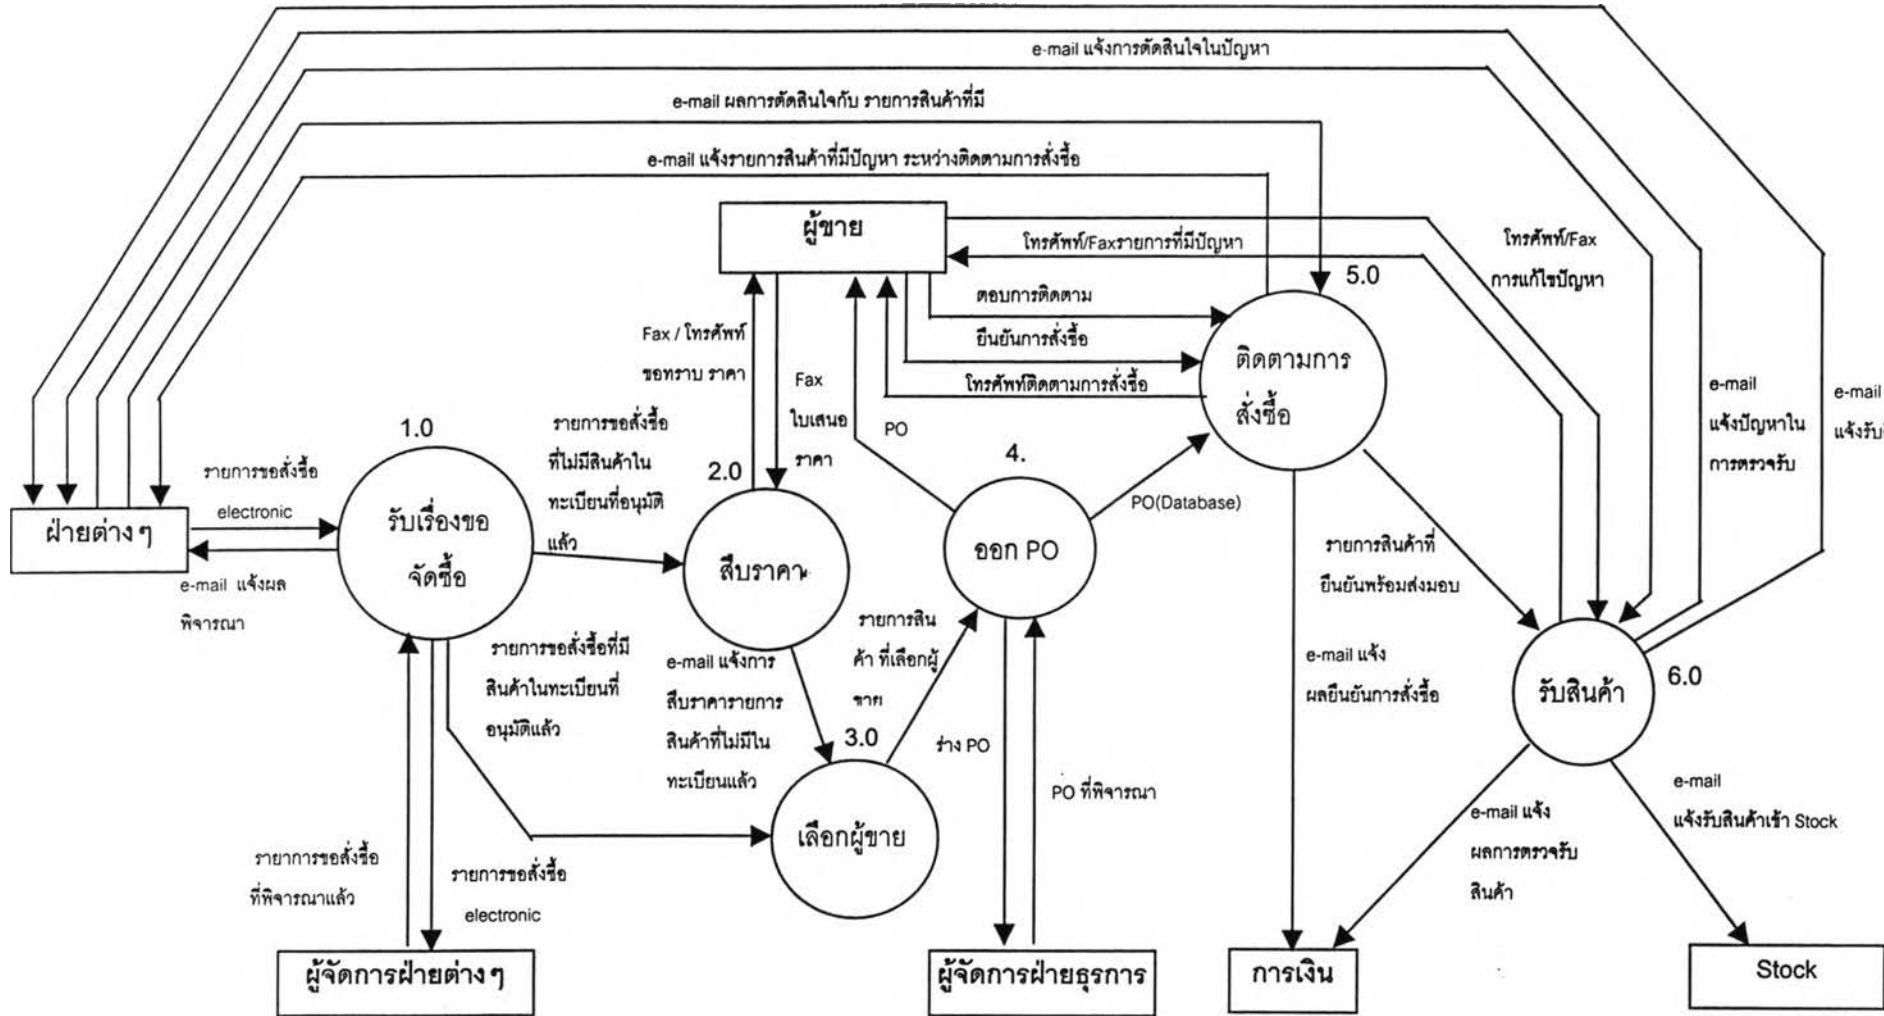 e-mail แจ้งการตัดสินใจในปัญหา
e-mail ผลการตัดสินใจกับ รายการสินค้าที่มี
e-mail แจ้งรายการสินค้าที่มีปัญหา ระหว่างติดตามการสั่งซื้อ
ผู้ขาย
โทรศัพท์/Faxรายการที่มีปัญหา
โทรศัพท์/Fax
การแก้ไขปัญหา
5.0
ตอบการติดตาม
ยืนยันการสั่งซื้อ
โทรศัพท์ติดตามการสั่งซื้อ
ติดตามการ
สั่งซื้อ
Fax / โทรศัพท์
ขอทราบ ราคา
Fax
ใบเสนอ
ราคา
PO
e-mail
แจ้งปัญหาใน
การตรวจรับ
e-mail
แจ้งรับ
1.0
รายการขอสั่งซื้อ
ที่ไม่มีสินค้าใน
ทะเบียนที่อนุมัติ
แล้ว
2.0
4.
รายการขอสั่งซื้อ
electronic
ฝ่ายต่างๆ
รับเรื่องขอ
จัดซื้อ
สืบราคา
ออก PO
PO(Database)
e-mail แจ้งผล
พิจารณา
รายการสินค้าที่
ยืนยันพร้อมส่งมอบ
รายการขอสั่งซื้อที่มี
สินค้าในทะเบียนที่
อนุมัติแล้ว
e-mail แจ้งการ
สืบราคารายการ
สินค้าที่ไม่มีใน
ทะเบียนแล้ว
รายการสิน
ค้า ที่เลือกผู้
ขาย
e-mail แจ้ง
ผลยืนยันการสั่งซื้อ
รับสินค้า
6.0
3.0
ร่าง PO
PO ที่พิจารณา
เลือกผู้ขาย
e-mail แจ้ง
ผลการตรวจรับ
สินค้า
e-mail
แจ้งรับสินค้าเข้า Stock
รายาการขอสั่งซื้อ
ที่พิจารณาแล้ว
รายการขอสั่งซื้อ
electronic
ผู้จัดการฝ่ายต่างๆ
ผู้จัดการฝ่ายธุรการ
การเงิน
Stock